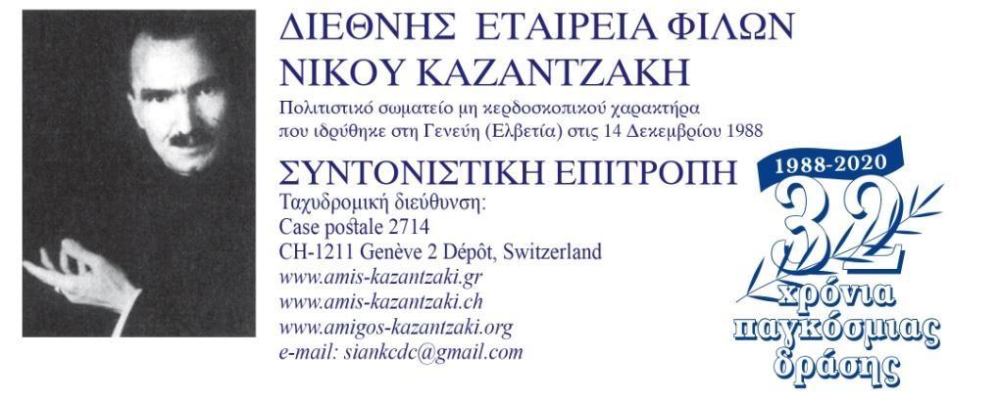 ΔΙΕΘΝΗΣ ΕΤΑΙΡΕΙΑ ΦΙΛΩΝ
ΝΙΚΟΥ ΚΑΖΑΝΤΖΑΚΗ
Πολιτιστικό σωματείο μη κερδοσκοπικού χαρακτήρα
που ιδρύθηκε στη Γενεύη (Ελβετία) στις 14 Δεκεμβρίου 1988
ΣΥΝΤΟΝΙΣΤΙΚΗ ΕΠΙΤΡΟΠΗ
Ταχυδρομική διεύθυνση:
Case postale 2714
CH-1211 Genève 2 Dépôt, Switzerland
www.amis-kazantzaki.gr
www.amis-kazantzaki.ch
www.amigos-kazantzaki.org
e-mail: siankcdc@gmail.com
1988-2020
32
χρόνια
παγκόσμιας
δράσης